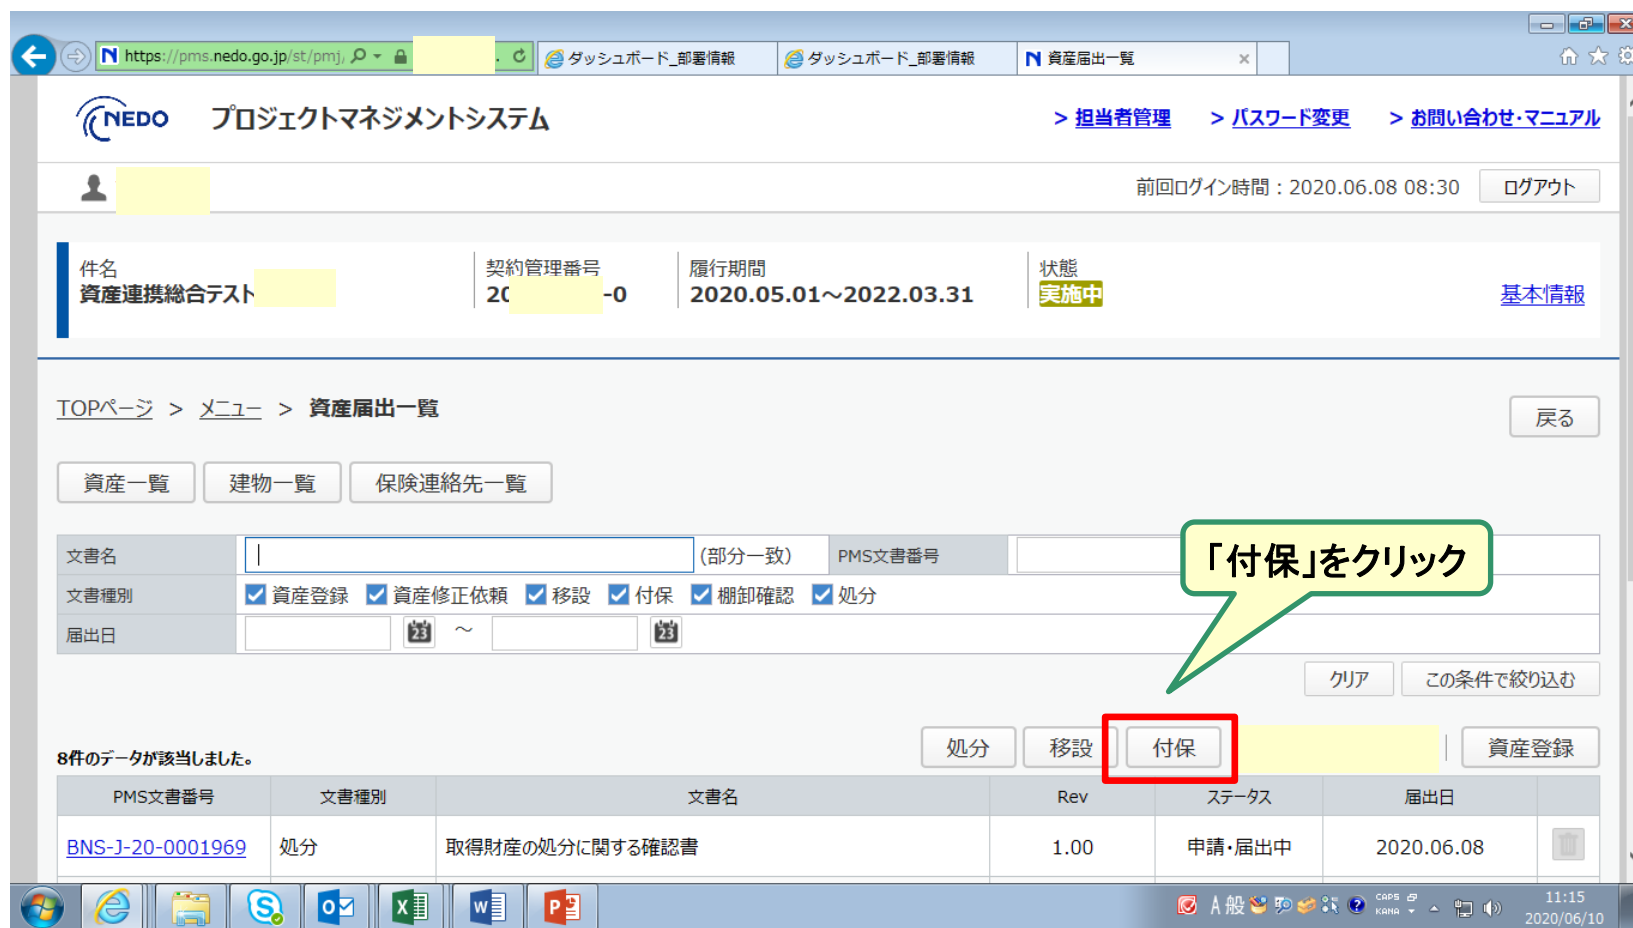 https://pms.nedo.go.jp/st/pmj/
ダッシュボード_部署情報
ダッシュボード_部署情報
資産届出一覧
NEDO
プロジェクトマネジメントシステム
> 担当者管理
> パスワード変更
> お問い合わせ・マニュアル
前回ログイン時間：2020.06.08 08:30
ログアウト
件名
資産連携総合テスト
契約管理番号
20 -0
履行期間
2020.05.01～2022.03.31
状態
実施中
基本情報
TOPページ > メニュー > 資産届出一覧
戻る
資産一覧
建物一覧
保険連絡先一覧
文書名
(部分一致)
PMS文書番号
「付保」をクリック
文書種別
資産登録 資産修正依頼 移設 付保 棚卸確認 処分
届出日
23 ～ 23
クリア
この条件で絞り込む
8件のデータが該当しました。
処分
移設
付保
資産登録
PMS文書番号 文書種別 文書名 Rev ステータス 届出日
BNS-J-20-0001969 処分 取得財産の処分に関する確認書 1.00 申請・届出中 2020.06.08
A 般
CAPS
KANA
11:15
2020/06/10